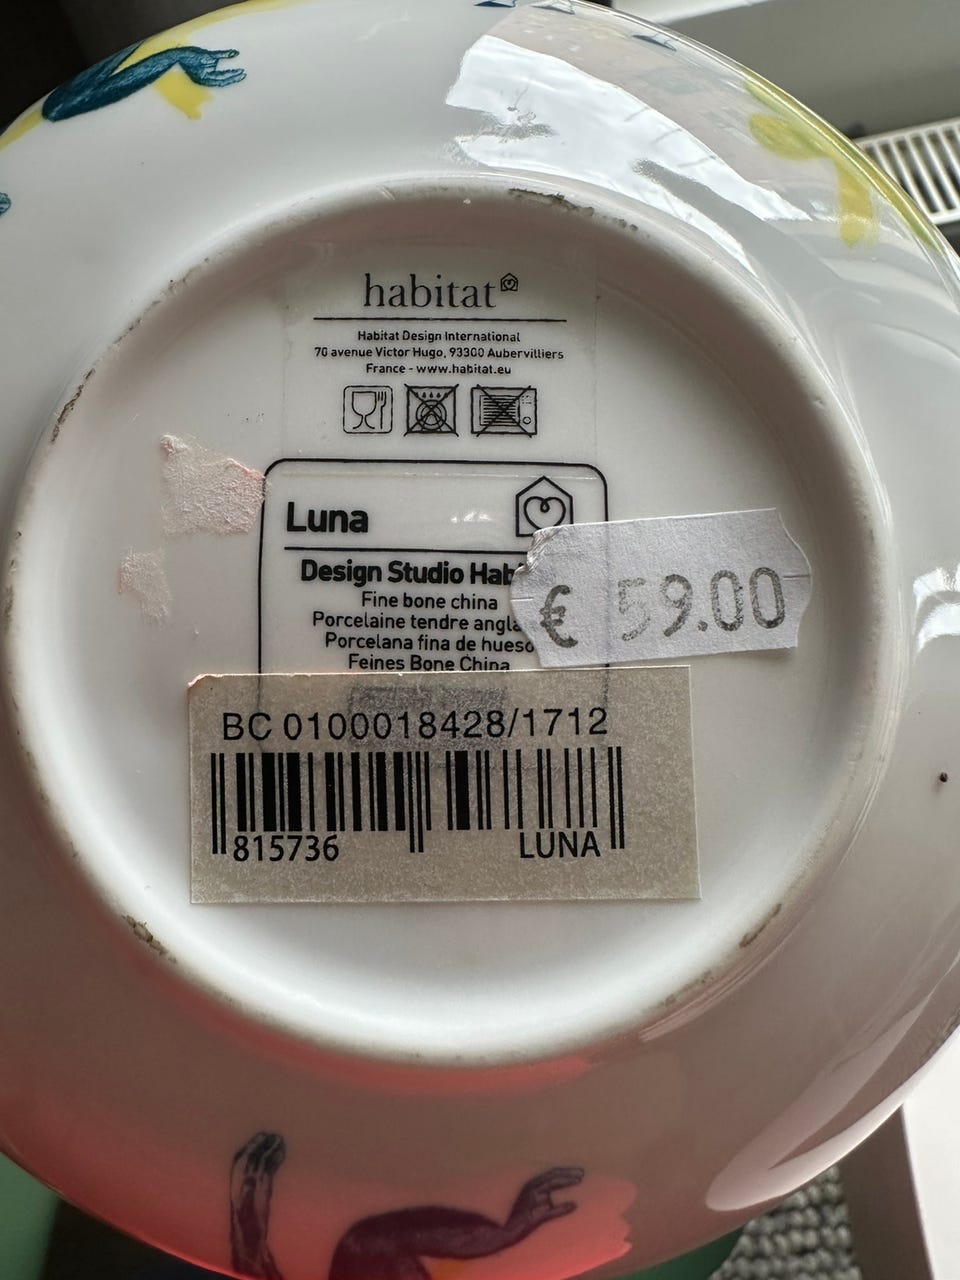 habitat
Habitat Design International
70 avenue Victor Hugo, 93300 Aubervilliers
France - www.habitat.eu
Luna
Design Studio Hab
Fine bone china
Porcelaine tendre angla
Porcelana fina de hueso
Feines Bone China
€ 59.00
BC 0100018428/1712
815736 LUNA